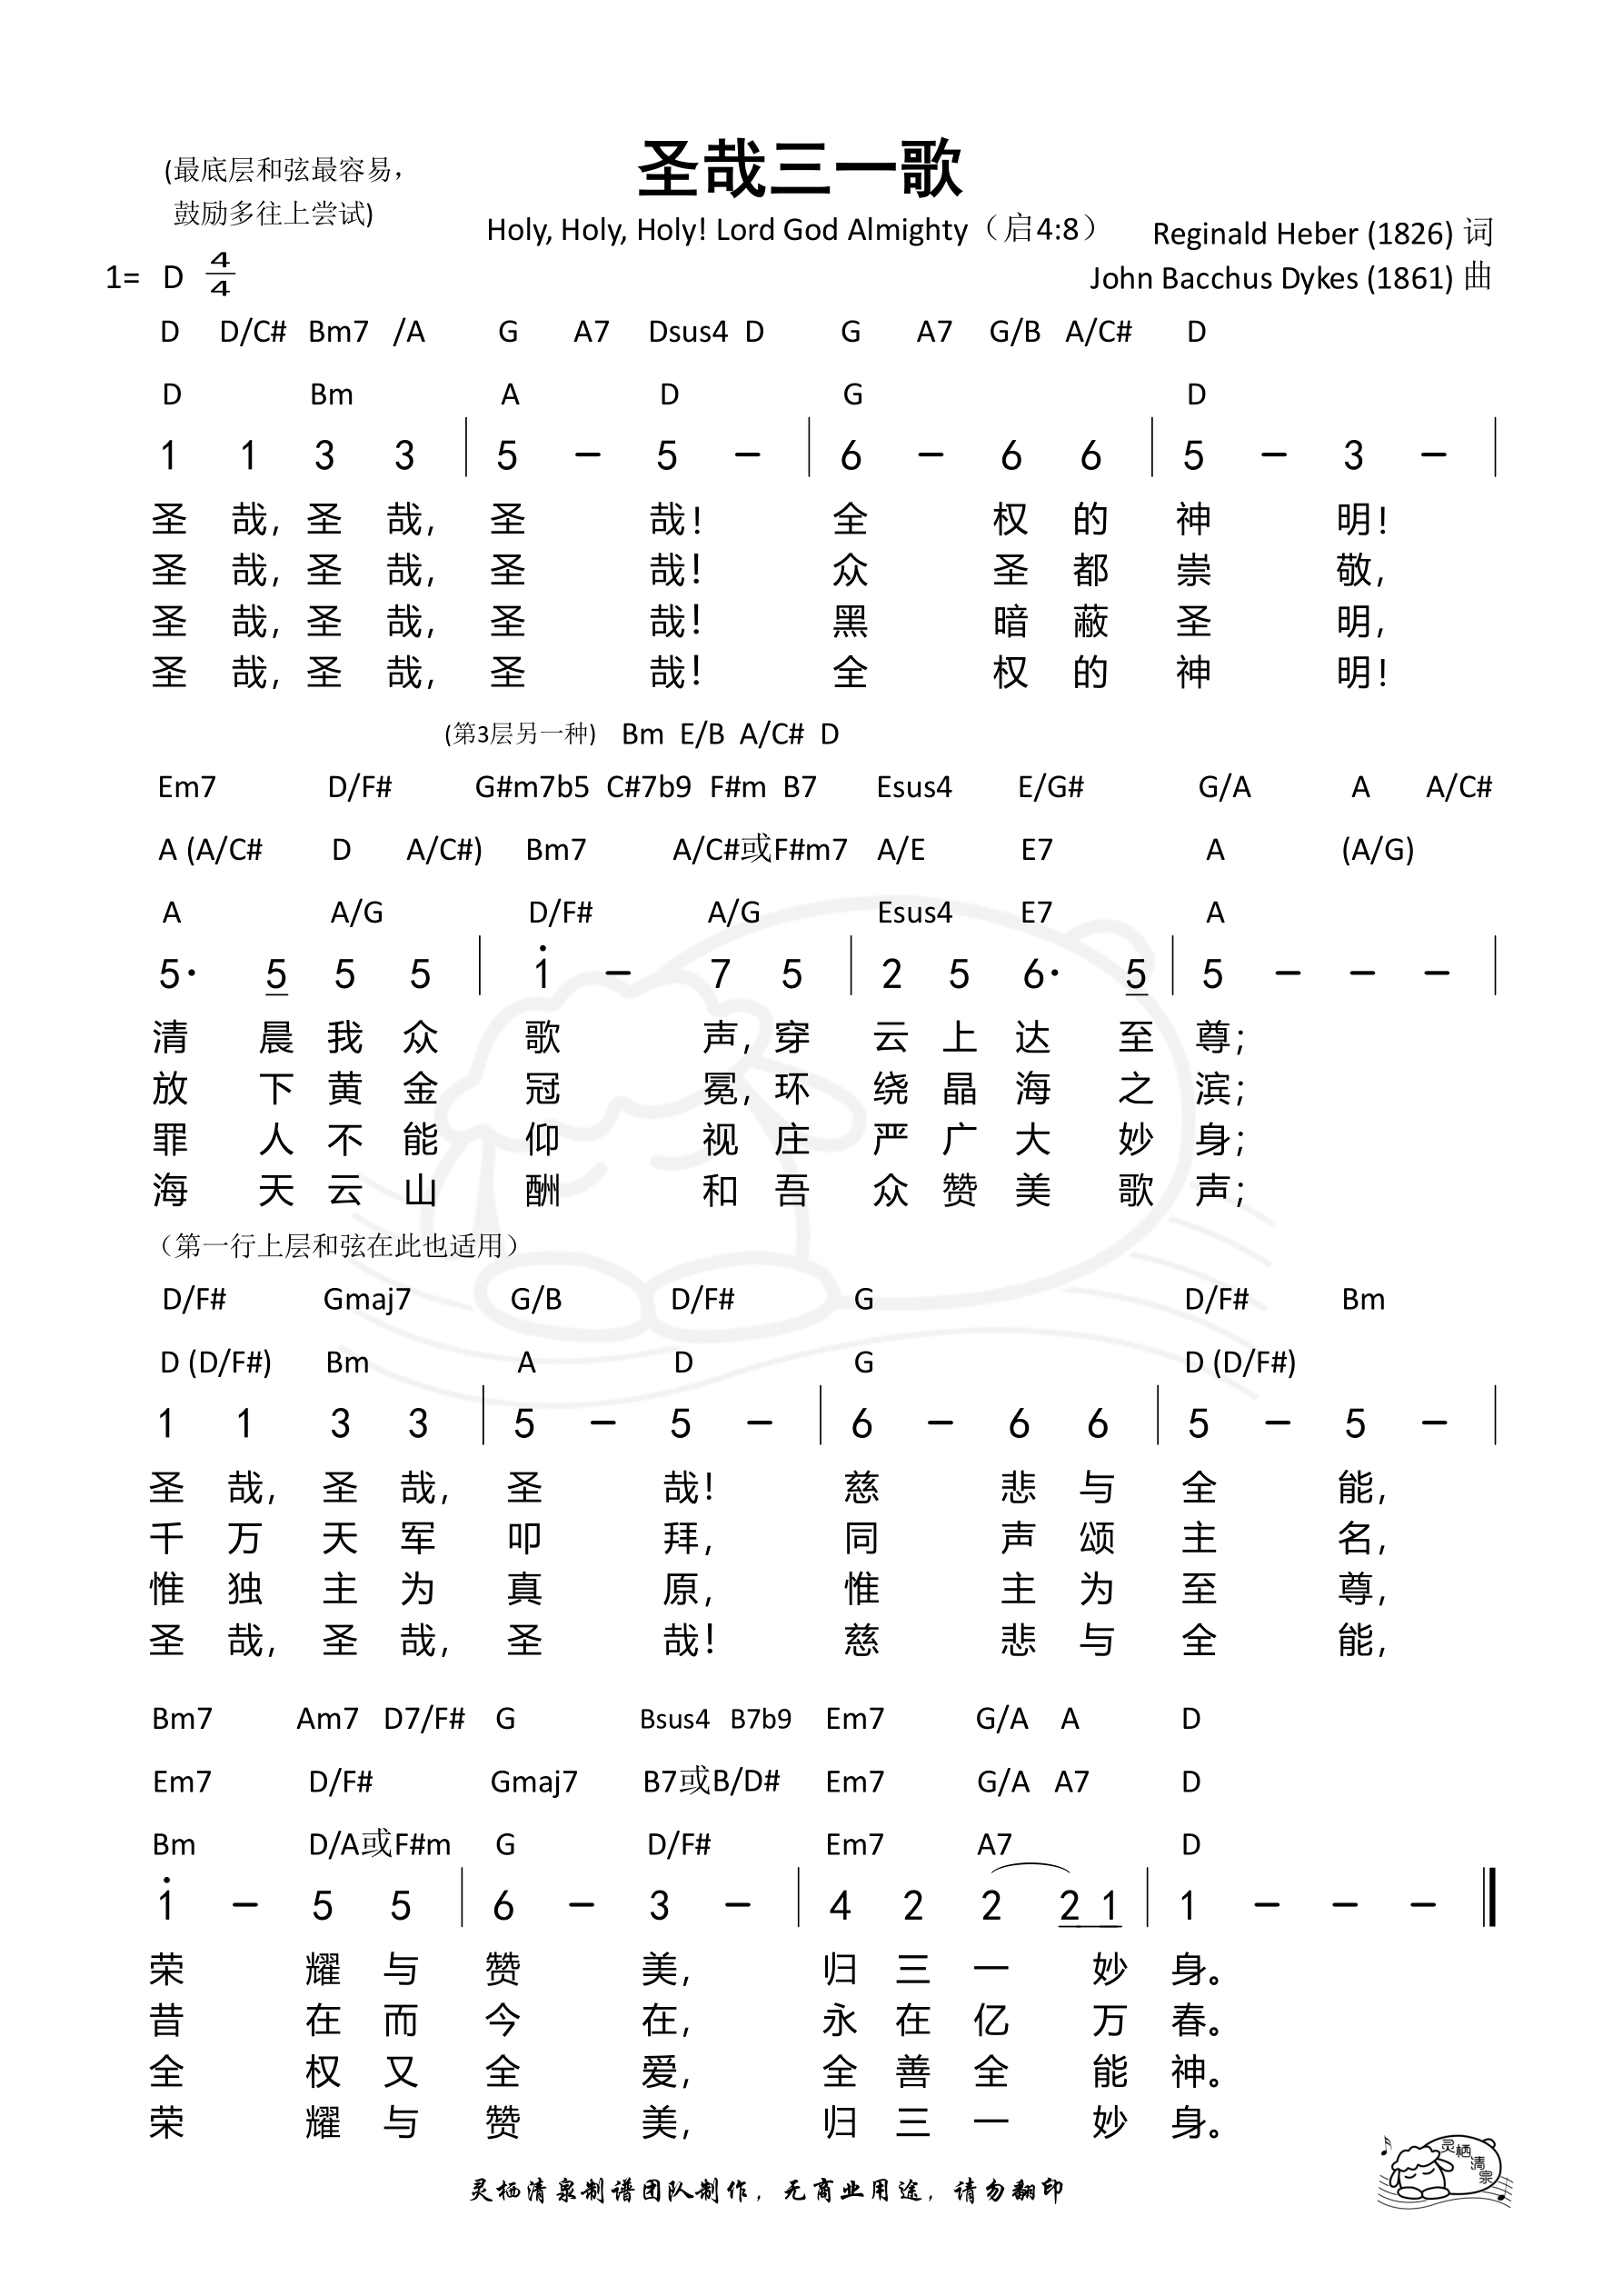 (最底层和弦最容易，
鼓励多往上尝试)
圣哉三一歌
Holy, Holy, Holy! Lord God Almighty（启4:8）
Reginald Heber (1826) 词
John Bacchus Dykes (1861) 曲
1= D 4/4
D D/C# Bm7 /A G A7 Dsus4 D G A7 G/B A/C# D
D Bm A D G D
1 1 3 3 | 5 – 5 – | 6 – 6 6 | 5 – 3 – |
圣 哉, 圣 哉, 圣 哉! 全 权 的 神 明!
圣 哉, 圣 哉, 圣 哉! 众 圣 都 崇 敬,
圣 哉, 圣 哉, 圣 哉! 黑 暗 蔽 圣 明,
圣 哉, 圣 哉, 圣 哉! 全 权 的 神 明!
(第3层另一种) Bm E/B A/C# D
Em7 D/F# G#m7b5 C#7b9 F#m B7 Esus4 E/G# G/A A A/C#
A (A/C# D A/C#) Bm7 A/C#或F#m7 A/E E7 A (A/G)
A A/G D/F# A/G Esus4 E7 A
5· 5 5 5 | 1̇ – 7 5 | 2 5 6· 5 | 5 – – – |
清 晨 我 众 歌 声, 穿 云 上 达 至 尊;
放 下 黄 金 冠 冕, 环 绕 晶 海 之 滨;
罪 人 不 能 仰 视 庄 严 广 大 妙 身;
海 天 云 山 酬 和 吾 众 赞 美 歌 声;
（第一行上层和弦在此也适用）
D/F# Gmaj7 G/B D/F# G D/F# Bm
D (D/F#) Bm A D G D (D/F#)
1 1 3 3 | 5 – 5 – | 6 – 6 6 | 5 – 5 – |
圣 哉, 圣 哉, 圣 哉! 慈 悲 与 全 能,
千 万 天 军 叩 拜, 同 声 颂 主 名,
惟 独 主 为 真 原, 惟 主 为 至 尊,
圣 哉, 圣 哉, 圣 哉! 慈 悲 与 全 能,
Bm7 Am7 D7/F# G Bsus4 B7b9 Em7 G/A A D
Em7 D/F# Gmaj7 B7或B/D# Em7 G/A A7 D
Bm D/A或F#m G D/F# Em7 A7 D
1̇ – 5 5 | 6 – 3 – | 4 2 2 2 1 | 1 – – – ‖
荣 耀 与 赞 美, 归 三 一 妙 身。
昔 在 而 今 在, 永 在 亿 万 春。
全 权 又 全 爱, 全 善 全 能 神。
荣 耀 与 赞 美, 归 三 一 妙 身。
灵栖清泉制谱团队制作，无商业用途，请勿翻印
灵栖清泉